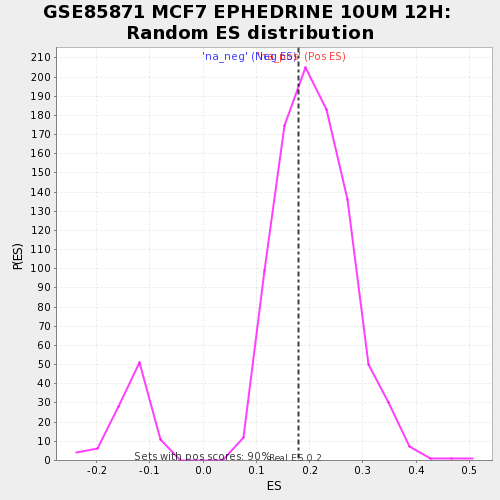 GSE85871 MCF7 EPHEDRINE 10UM 12H:
Random ES distribution
'na_neg' (Neg ES) 'na_pos' (Pos ES)
210
200
190
180
170
160
150
140
130
120
110
100
90
80
70
60
50
40
30
20
10
0
P(ES)
Sets with pos scores: 90%
Real ES 0.2
-0.2 -0.1 0.0 0.1 0.2 0.3 0.4 0.5
ES